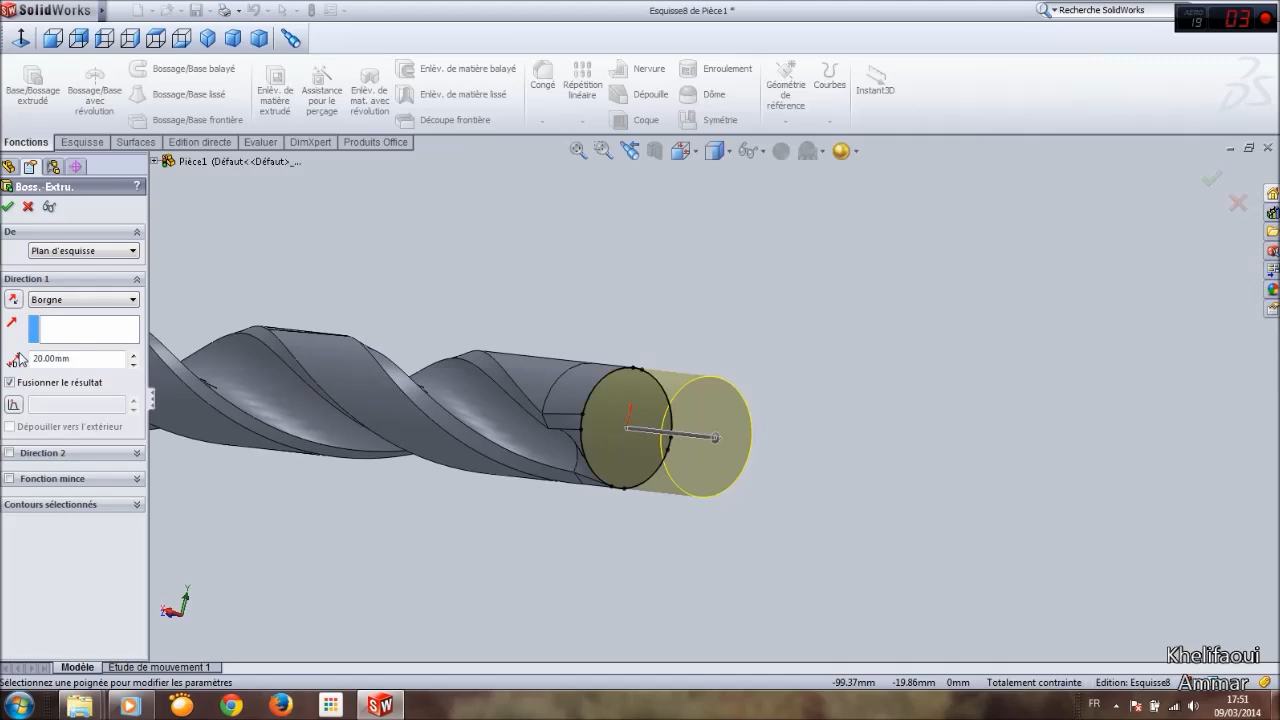 SolidWorks
Esquisse8 de Pièce1 *
Recherche SolidWorks
AERO
19
03
Base/Bossage
extrudé
Bossage/Base
avec
révolution
Bossage/Base balayé
Bossage/Base lissé
Bossage/Base frontière
Enlèv. de
matière
extrudé
Assistance
pour le
perçage
Enlèv. de
mat. avec
révolution
Enlèv. de matière balayé
Enlèv. de matière lissé
Découpe frontière
Congé
Répétition
linéaire
Nervure
Dépouille
Coque
Enroulement
Dôme
Symétrie
Géométrie
de
référence
Courbes
Instant3D
Fonctions
Esquisse
Surfaces
Edition directe
Evaluer
DimXpert
Produits Office
Pièce1 (Défaut<<Défaut>_...
Boss.-Extru.
?
De
Plan d'esquisse
Direction 1
Borgne
20.00mm
Fusionner le résultat
Dépouiller vers l'extérieur
Direction 2
Fonction mince
Contours sélectionnés
Y
Z
Modèle
Etude de mouvement 1
Sélectionnez une poignée pour modifier les paramètres
-99.37mm
-19.86mm
0mm
Totalement contrainte
Edition: Esquisse8
Khelifaoui
Ammar
FR
17:51
09/03/2014